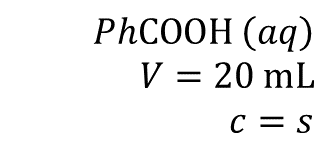 PhCOOH (aq)
V = 20 mL
c = s